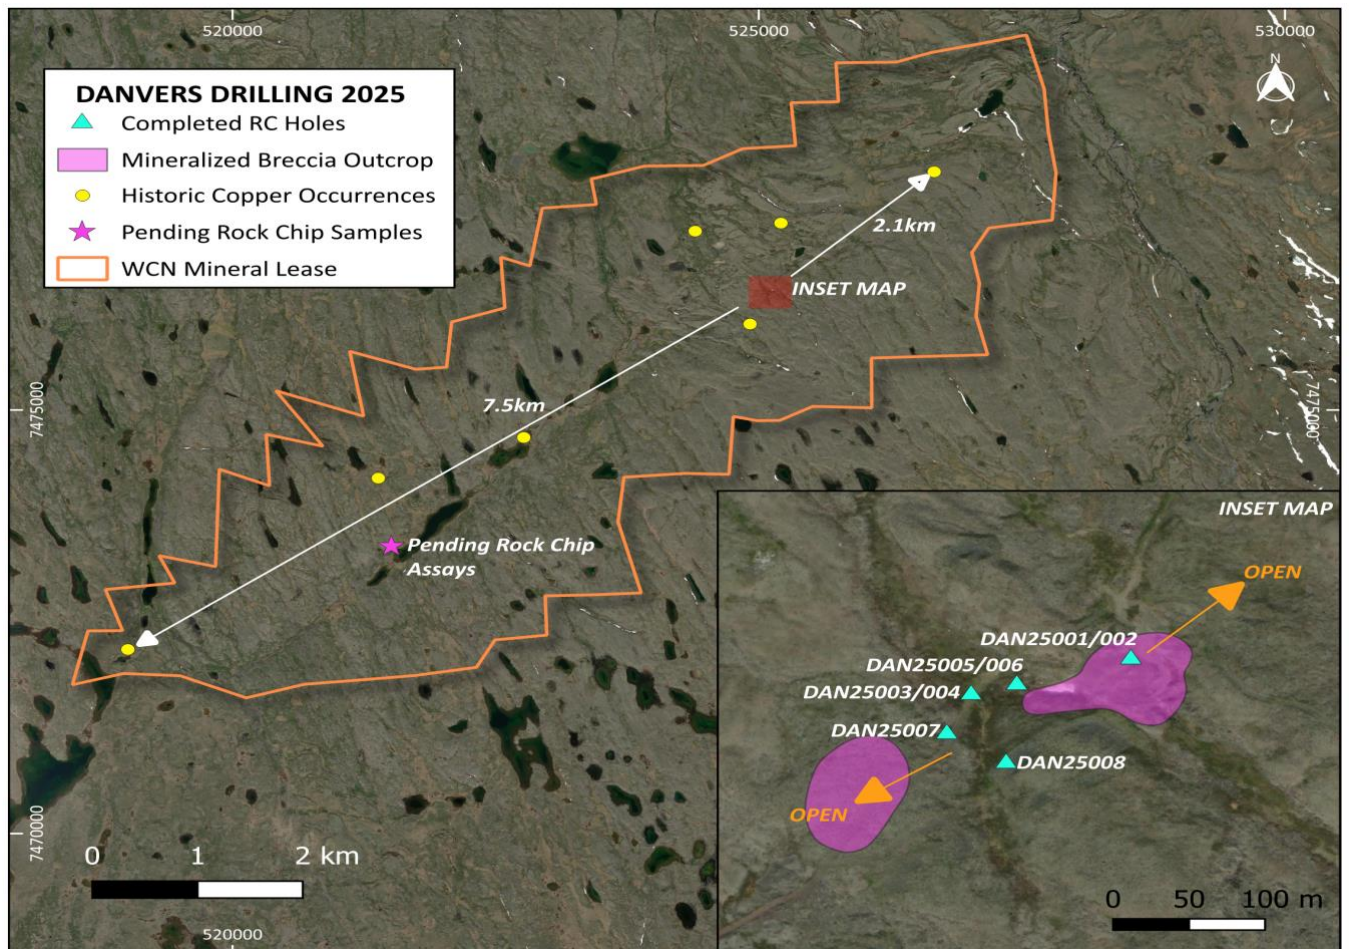 520000
525000
530000
N
DANVERS DRILLING 2025
Completed RC Holes
Mineralized Breccia Outcrop
Historic Copper Occurrences
Pending Rock Chip Samples
WCN Mineral Lease
2.1km
INSET MAP
7475000
7475000
7.5km
Pending Rock Chip
Assays
INSET MAP
OPEN
DAN25001/002
DAN25005/006
DAN25003/004
DAN25007
DAN25008
OPEN
7470000
0 1 2 km
0 50 100 m
520000